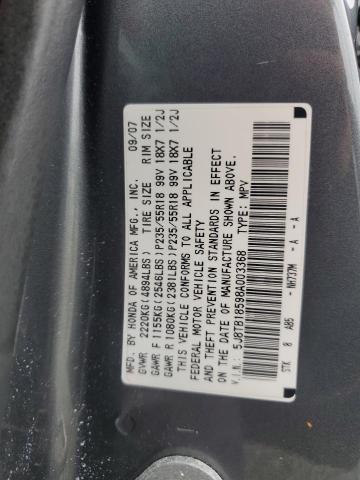 MFD. BY HONDA OF AMERICA MFG., INC. 09/07
GVWR 2220KG(4894LBS) TIRE SIZE RIM SIZE
GAWR F 1155KG(2546LBS)P235/55R18 99V 18X7 1/2J
GAWR R 1080KG(2381LBS)P235/55R18 99V 18X7 1/2J
THIS VEHICLE CONFORMS TO ALL APPLICABLE
FEDERAL MOTOR VEHICLE SAFETY
AND THEFT PREVENTION STANDARDS IN EFFECT
ON THE DATE OF MANUFACTURE SHOWN ABOVE.
V.I.N.: 5J8TB18598A003368 TYPE: MPV
STK 8 A85 - NH737M - A - A